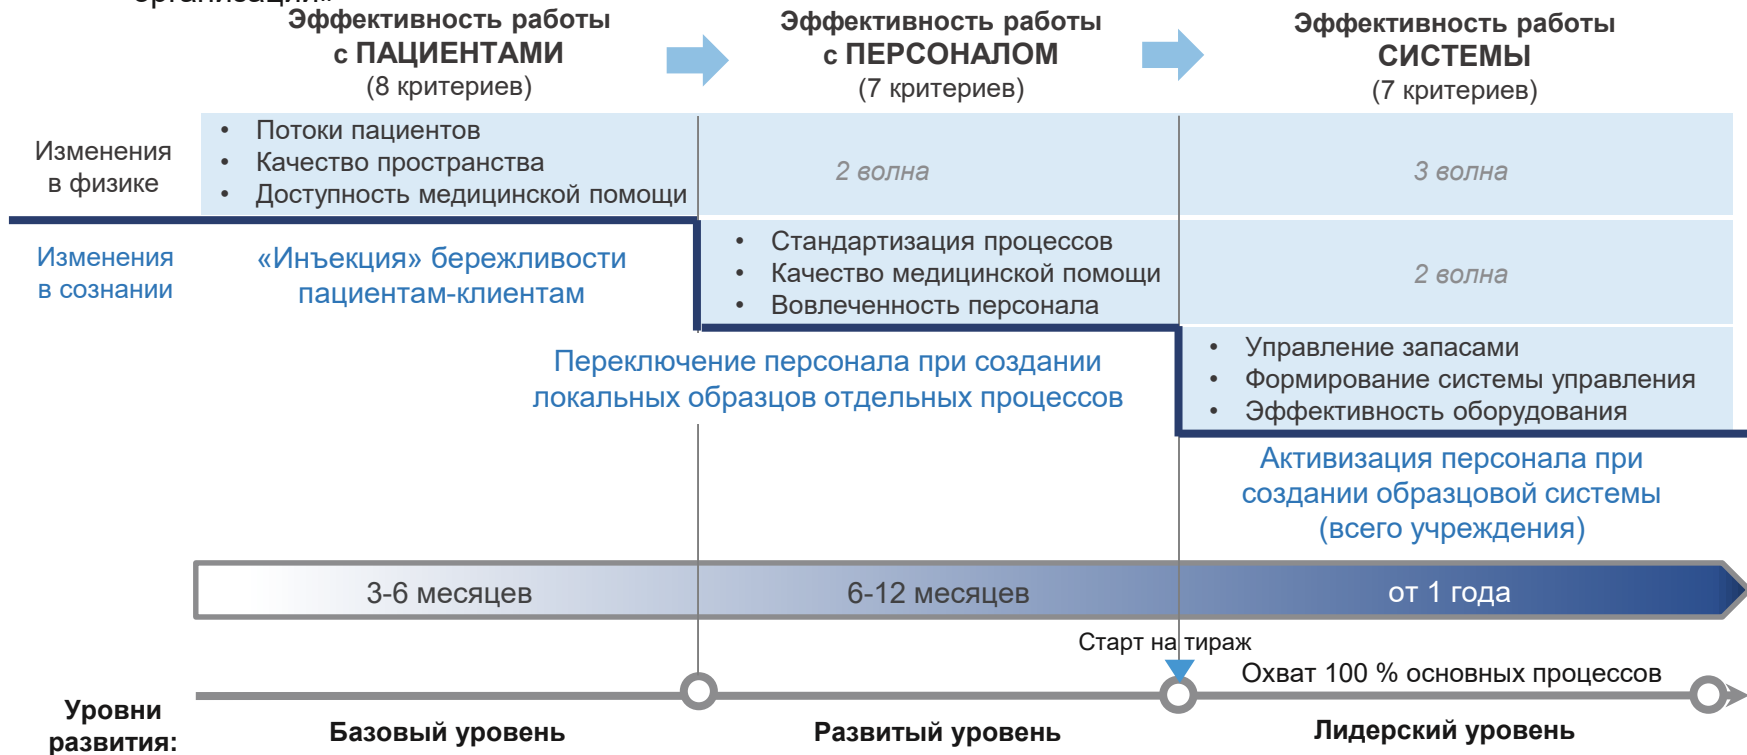 организации»
Эффективность работы
с ПАЦИЕНТАМИ
(8 критериев)
Эффективность работы
с ПЕРСОНАЛОМ
(7 критериев)
Эффективность работы
СИСТЕМЫ
(7 критериев)
Изменения
в физике
• Потоки пациентов
• Качество пространства
• Доступность медицинской помощи
2 волна
3 волна
Изменения
в сознании
«Инъекция» бережливости
пациентам-клиентам
• Стандартизация процессов
• Качество медицинской помощи
• Вовлеченность персонала
2 волна
Переключение персонала при создании
локальных образцов отдельных процессов
• Управление запасами
• Формирование системы управления
• Эффективность оборудования
Активизация персонала при
создании образцовой системы
(всего учреждения)
3-6 месяцев
6-12 месяцев
от 1 года
Старт на тираж
Охват 100 % основных процессов
Уровни
развития:
Базовый уровень
Развитый уровень
Лидерский уровень